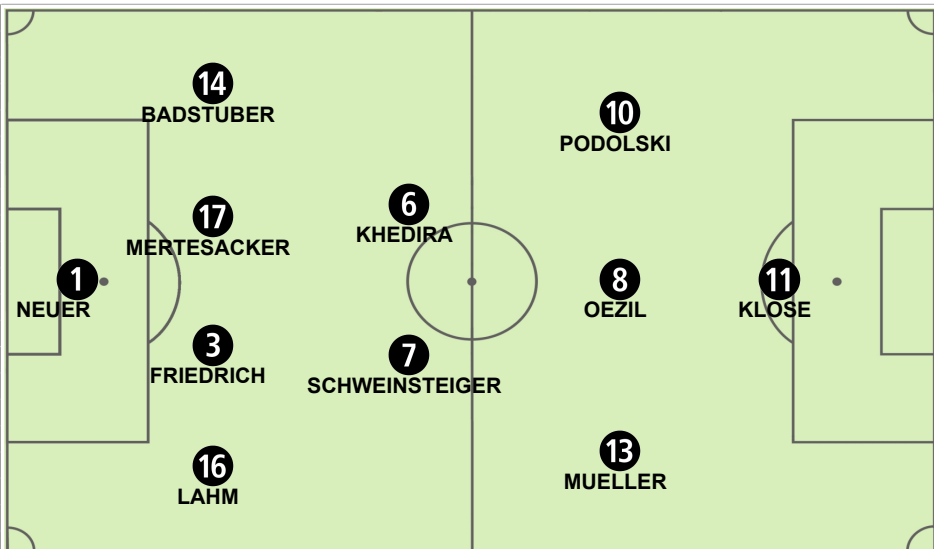 14
BADSTUBER
10
PODOLSKI
17
MERTESACKER
6
KHEDIRA
1
NEUER
8
OEZIL
11
KLOSE
3
FRIEDRICH
7
SCHWEINSTEIGER
16
LAHM
13
MUELLER